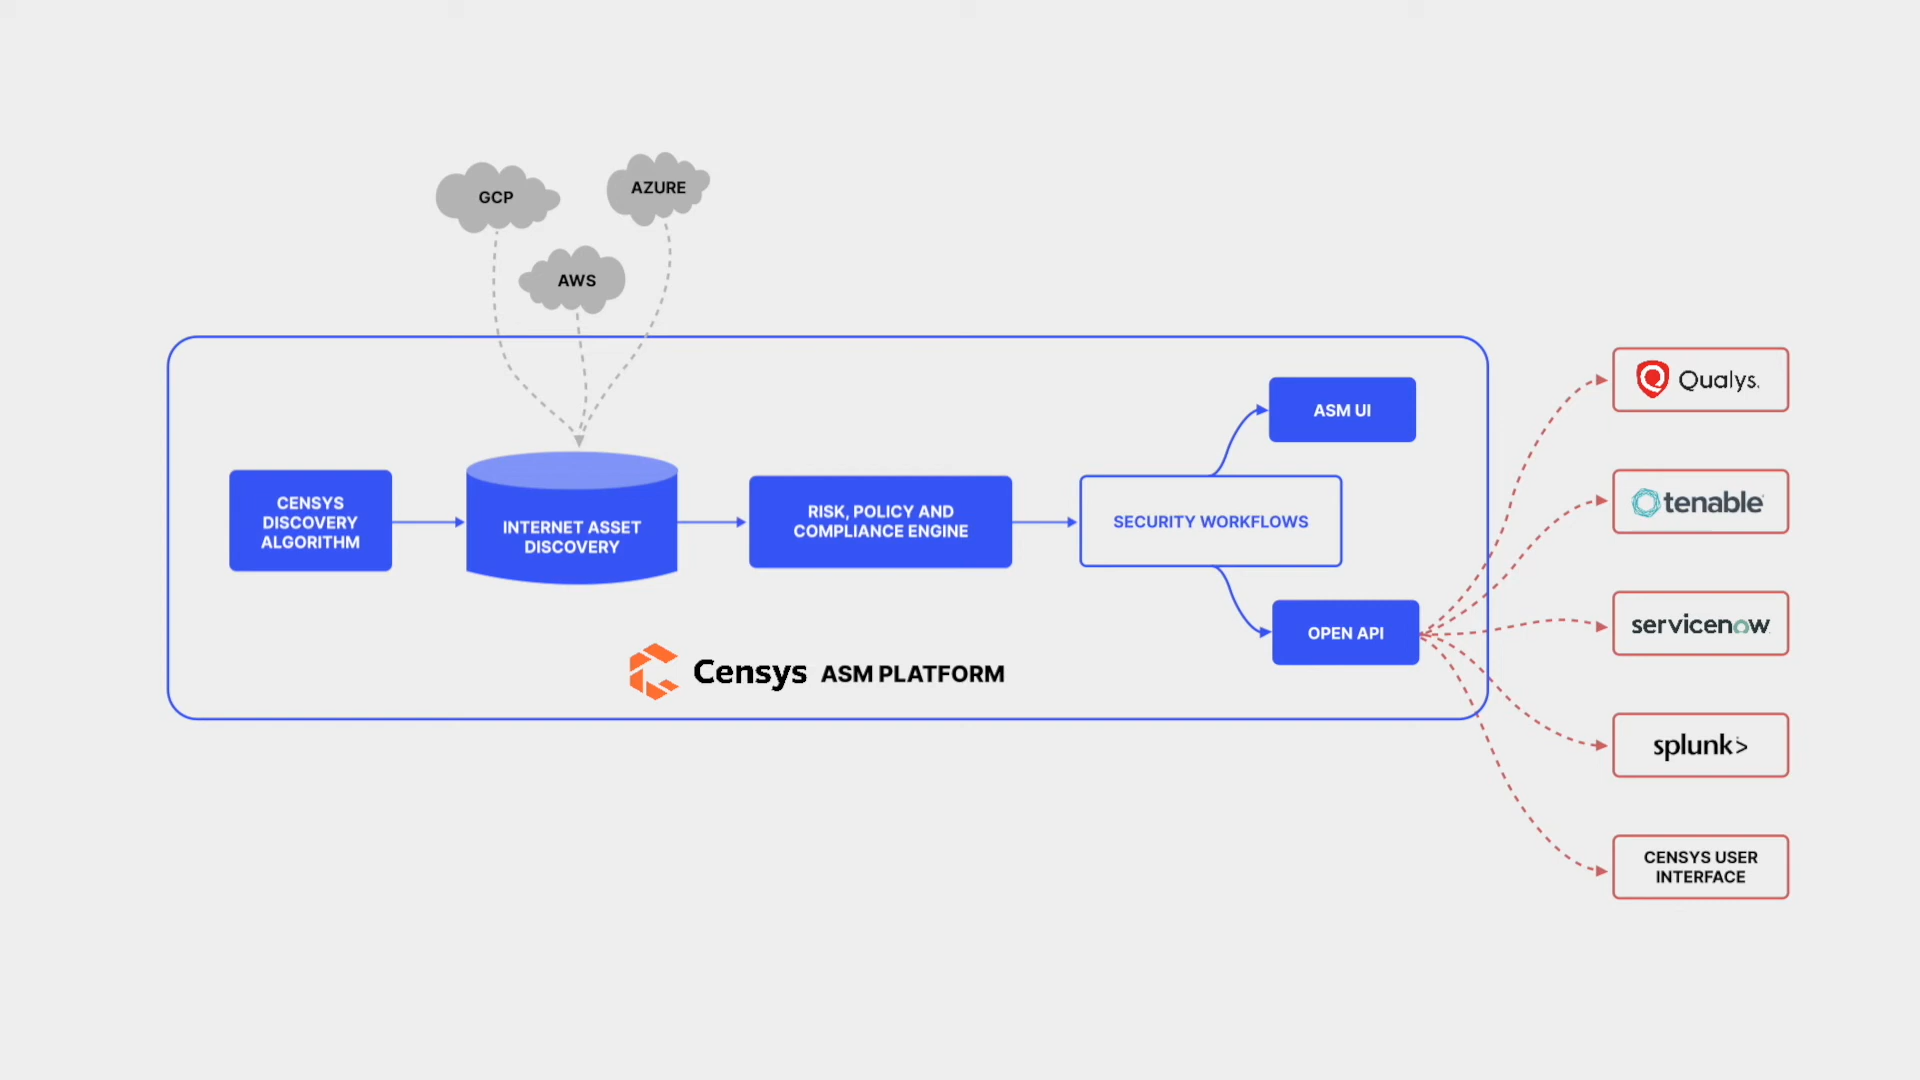 GCP
AZURE
AWS
CENSYS
DISCOVERY
ALGORITHM
INTERNET ASSET
DISCOVERY
RISK, POLICY AND
COMPLIANCE ENGINE
SECURITY WORKFLOWS
ASM UI
OPEN API
Censys ASM PLATFORM
Qualys.
tenable
servicenow
splunk>
CENSYS USER
INTERFACE